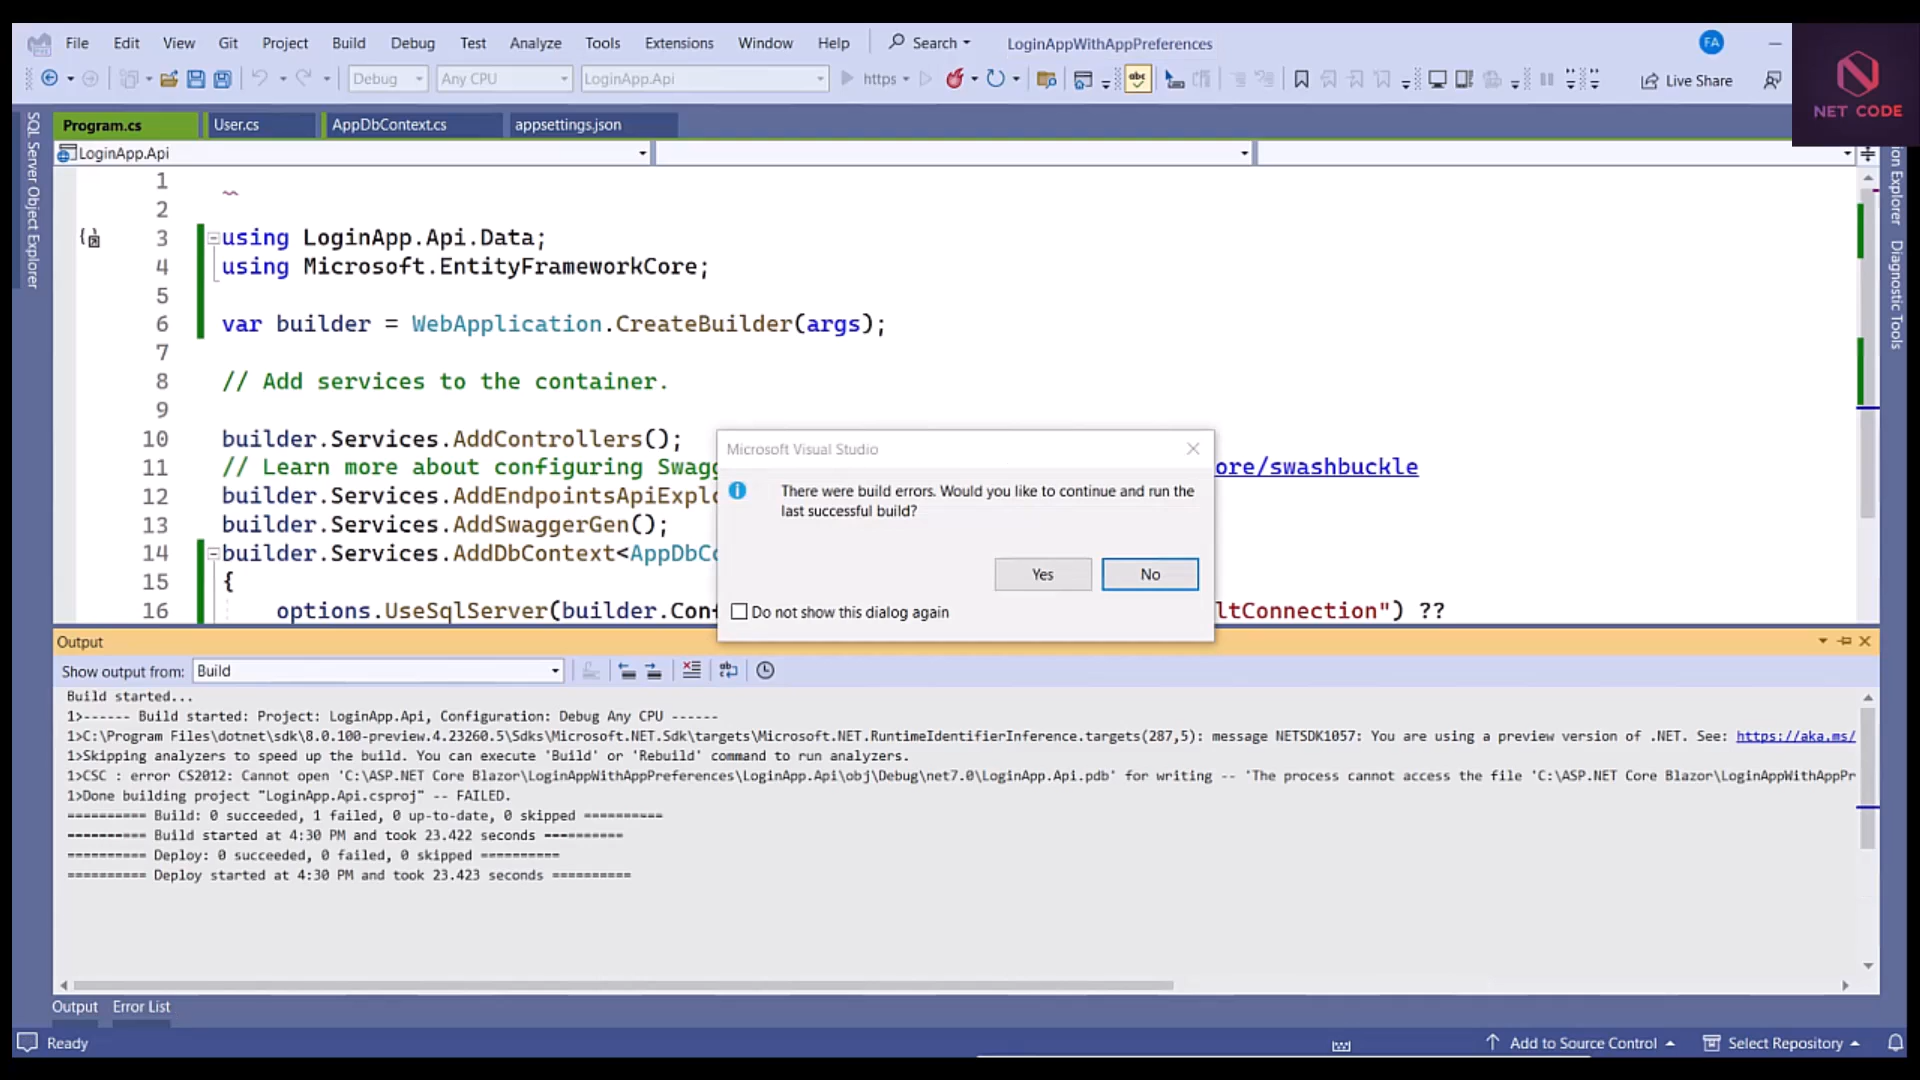 File Edit View Git Project Build Debug Test Analyze Tools Extensions Window Help Search LoginAppWithAppPreferences FA
Debug Any CPU LoginApp.Api https Live Share
NET CODE
Program.cs User.cs AppDbContext.cs appsettings.json
LoginApp.Api
SQL Server Object Explorer
ion Explorer
Diagnostic Tools
1
2
3 using LoginApp.Api.Data;
4 using Microsoft.EntityFrameworkCore;
5
6 var builder = WebApplication.CreateBuilder(args);
7
8 // Add services to the container.
9
10 builder.Services.AddControllers();
11 // Learn more about configuring Swagg ore/swashbuckle
12 builder.Services.AddEndpointsApiExplo
13 builder.Services.AddSwaggerGen();
14 builder.Services.AddDbContext<AppDbCo
15 {
16 options.UseSqlServer(builder.Conf ltConnection") ??
Microsoft Visual Studio
There were build errors. Would you like to continue and run the
last successful build?
Yes No
Do not show this dialog again
Output
Show output from: Build
Build started...
1>------ Build started: Project: LoginApp.Api, Configuration: Debug Any CPU ------
1>C:\Program Files\dotnet\sdk\8.0.100-preview.4.23260.5\Sdks\Microsoft.NET.Sdk\targets\Microsoft.NET.RuntimeIdentifierInference.targets(287,5): message NETSDK1057: You are using a preview version of .NET. See: https://aka.ms/
1>Skipping analyzers to speed up the build. You can execute 'Build' or 'Rebuild' command to run analyzers.
1>CSC : error CS2012: Cannot open 'C:\ASP.NET Core Blazor\LoginAppWithAppPreferences\LoginApp.Api\obj\Debug\net7.0\LoginApp.Api.pdb' for writing -- 'The process cannot access the file 'C:\ASP.NET Core Blazor\LoginAppWithAppPr
1>Done building project "LoginApp.Api.csproj" -- FAILED.
========== Build: 0 succeeded, 1 failed, 0 up-to-date, 0 skipped ==========
========== Build started at 4:30 PM and took 23.422 seconds ==========
========== Deploy: 0 succeeded, 0 failed, 0 skipped ==========
========== Deploy started at 4:30 PM and took 23.423 seconds ==========
Output Error List
Ready Add to Source Control Select Repository